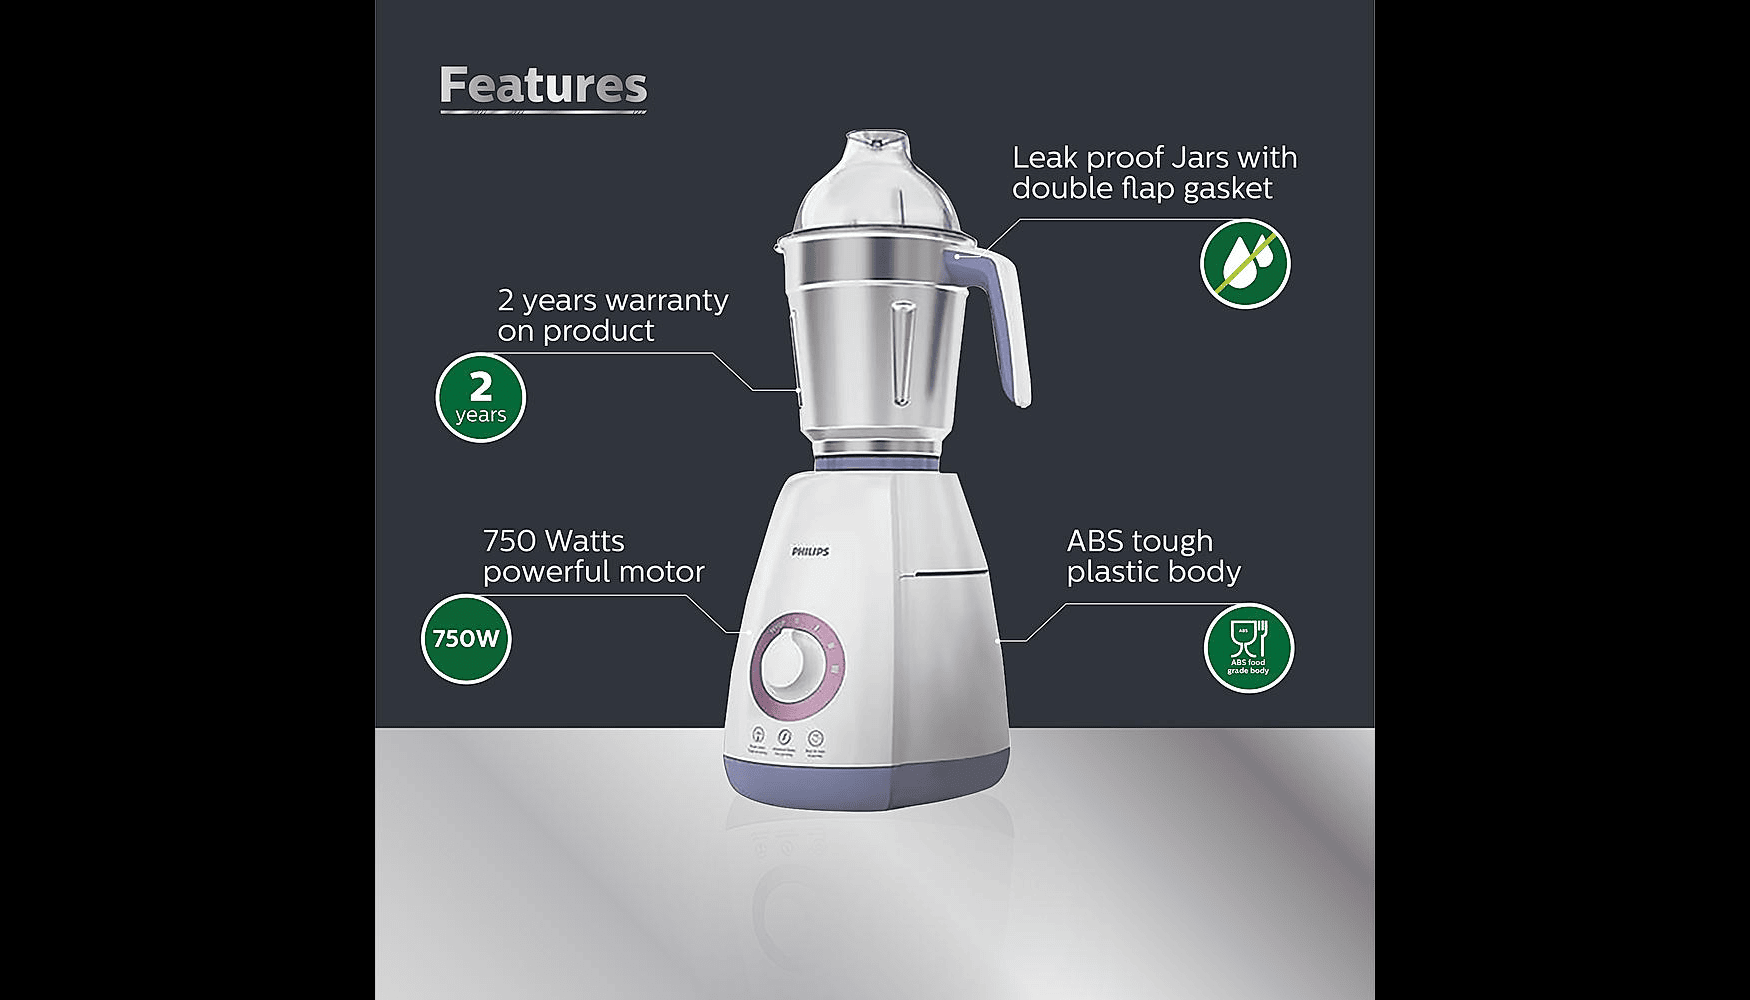 Features
Leak proof Jars with
double flap gasket
2 years warranty
on product
2
years
750 Watts
powerful motor
750W
ABS tough
plastic body
ABS
ABS food
grade body
PHILIPS